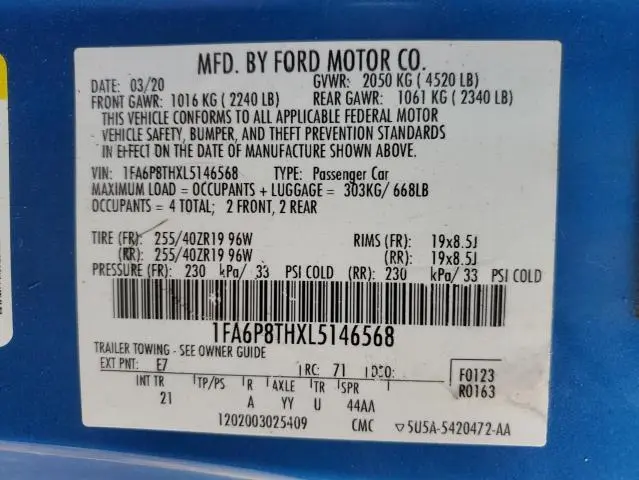 MFD. BY FORD MOTOR CO.
DATE: 03/20 GVWR: 2050 KG ( 4520 LB)
FRONT GAWR: 1016 KG ( 2240 LB) REAR GAWR: 1061 KG ( 2340 LB)
THIS VEHICLE CONFORMS TO ALL APPLICABLE FEDERAL MOTOR
VEHICLE SAFETY, BUMPER, AND THEFT PREVENTION STANDARDS
IN EFFECT ON THE DATE OF MANUFACTURE SHOWN ABOVE.
VIN: 1FA6P8THXL5146568 TYPE: Passenger Car
MAXIMUM LOAD = OCCUPANTS + LUGGAGE = 303KG/ 668LB
OCCUPANTS = 4 TOTAL; 2 FRONT, 2 REAR
TIRE (FR): 255/40ZR19 96W RIMS (FR): 19x8.5J
(RR): 255/40ZR19 96W (RR): 19x8.5J
PRESSURE (FR): 230 kPa/ 33 PSI COLD (RR): 230 kPa/ 33 PSI COLD
1FA6P8THXL5146568
TRAILER TOWING - SEE OWNER GUIDE
EXT PNT: E7 RC: 71 DSO: F0123
INT TR TP/PS R AXLE TR SPR R0163
21 A YY U 44AA
1202003025409 CMC ▽5U5A-5420472-AA